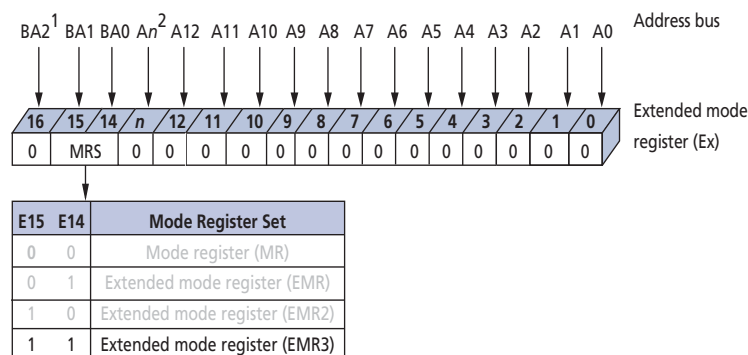 BA2¹ BA1 BA0 An² A12 A11 A10 A9 A8 A7 A6 A5 A4 A3 A2 A1 A0 Address bus
16 15 14 n 12 11 10 9 8 7 6 5 4 3 2 1 0 Extended mode
0 MRS 0 0 0 0 0 0 0 0 0 0 0 0 0 0 register (Ex)
E15 E14 Mode Register Set
0 0 Mode register (MR)
0 1 Extended mode register (EMR)
1 0 Extended mode register (EMR2)
1 1 Extended mode register (EMR3)